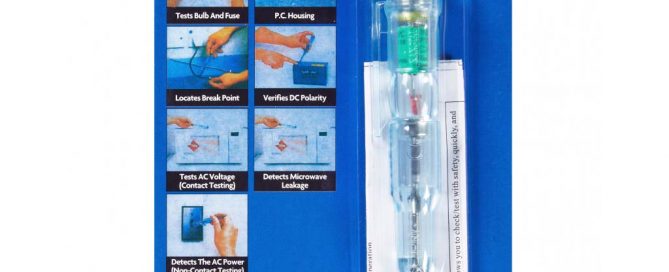 Tests Bulb And Fuse
P.C. Housing
Locates Break Point
Verifies DC Polarity
Tests AC Voltage
(Contact Testing)
Detects Microwave
Leakage
Detects The AC Power
(Non-Contact Testing)
ows you to check/test with safety, quickly, and
neration